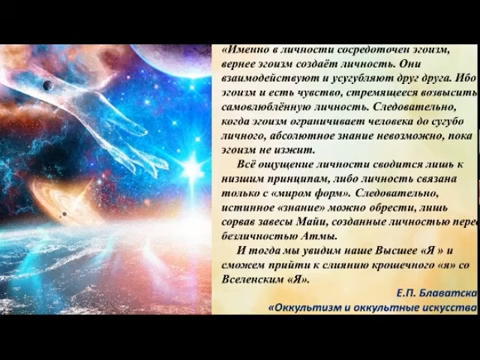 «Именно в личности сосредоточен эгоизм,
вернее эгоизм создаёт личность. Они
взаимодействуют и усугубляют друг друга. Ибо
эгоизм и есть чувство, стремящееся возвысить
самовлюблённую личность. Следовательно,
когда эгоизм ограничивает человека до сугубо
личного, абсолютное знание невозможно, пока
эгоизм не изжит.
Всё ощущение личности сводится лишь к
низшим принципам, либо личность связана
только с «миром форм». Следовательно,
истинное «знание» можно обрести, лишь
сорвав завесы Майи, созданные личностью перед
безличностью Атмы.
И тогда мы увидим наше Высшее «Я » и
сможем прийти к слиянию крошечного «я» со
Вселенским «Я».
Е.П. Блаватска
«Оккультизм и оккультные искусства